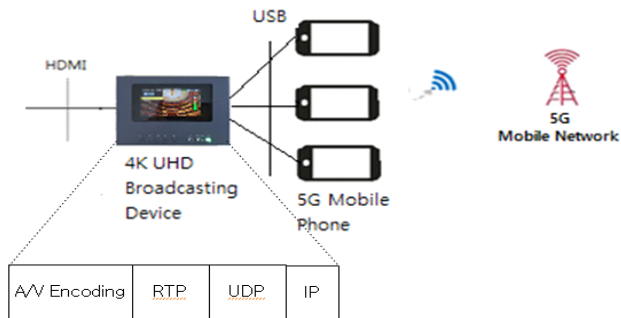 USB
HDMI
5G
Mobile Network
4K UHD
Broadcasting
Device
5G Mobile
Phone
A/V Encoding
RTP
UDP
IP